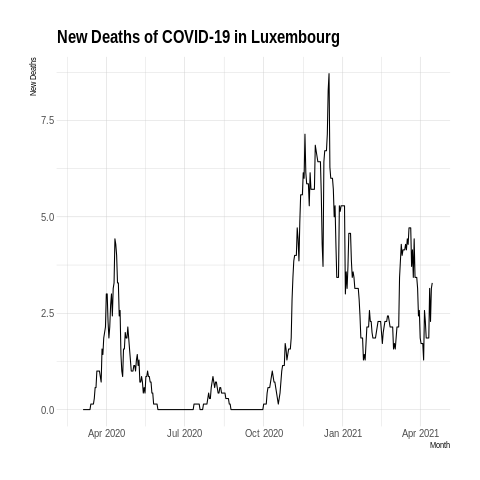 New Deaths of COVID-19 in Luxembourg
New Deaths
7.5
5.0
2.5
0.0
Apr 2020 Jul 2020 Oct 2020 Jan 2021 Apr 2021
Month